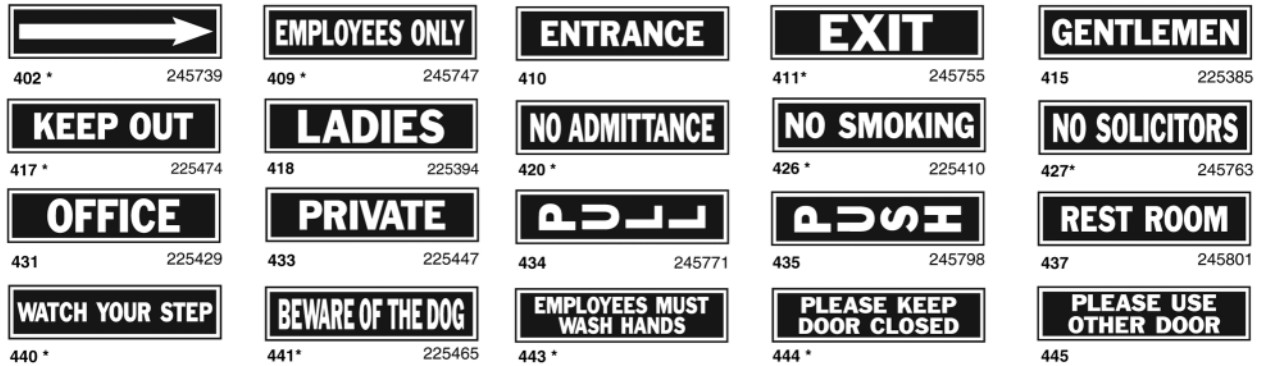 EMPLOYEES ONLY
ENTRANCE
EXIT
GENTLEMEN
402 * 245739
409 * 245747
410
411* 245755
415 225385
KEEP OUT
LADIES
NO ADMITTANCE
NO SMOKING
NO SOLICITORS
417 * 225474
418 225394
420 *
426 * 225410
427* 245763
OFFICE
PRIVATE
PULL
PUSH
REST ROOM
431 225429
433 225447
434 245771
435 245798
437 245801
WATCH YOUR STEP
BEWARE OF THE DOG
EMPLOYEES MUST
WASH HANDS
PLEASE KEEP
DOOR CLOSED
PLEASE USE
OTHER DOOR
440 *
441* 225465
443 *
444 *
445